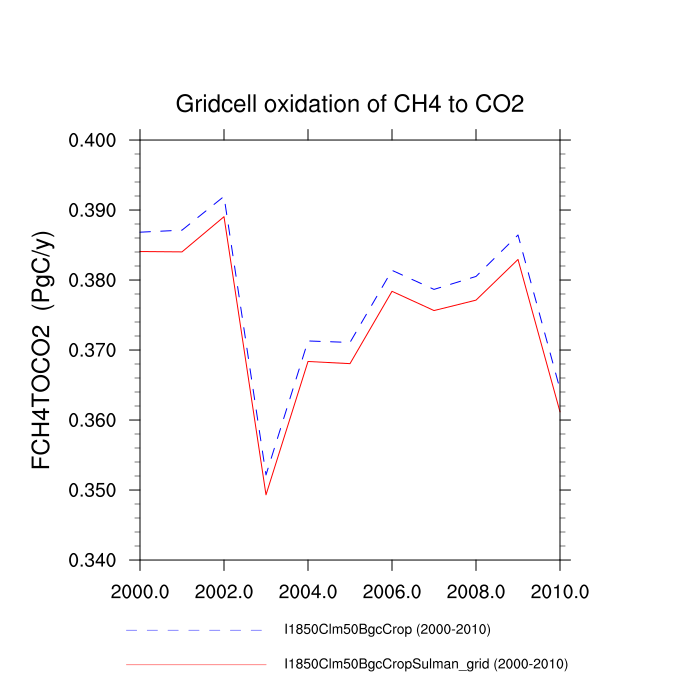 Gridcell oxidation of CH4 to CO2
FCH4TOCO2 (PgC/y)
0.400
0.390
0.380
0.370
0.360
0.350
0.340
2000.0 2002.0 2004.0 2006.0 2008.0 2010.0
I1850Clm50BgcCrop (2000-2010)
I1850Clm50BgcCropSulman_grid (2000-2010)